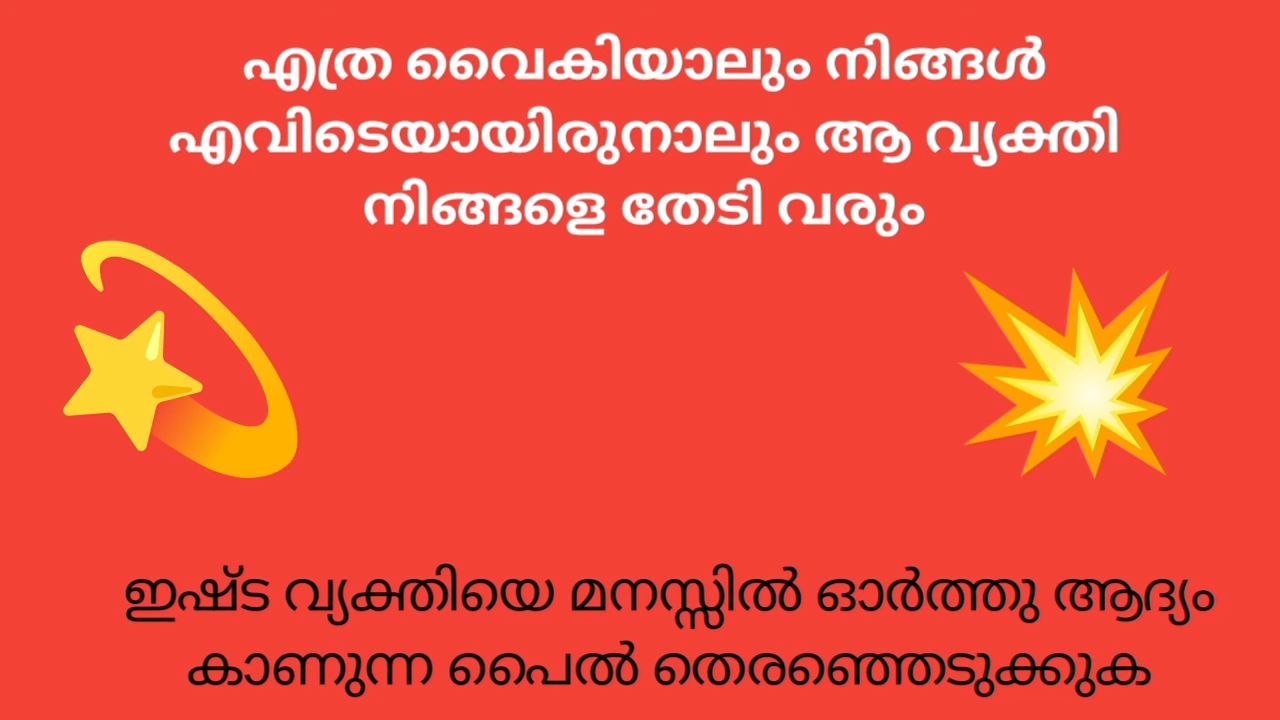 എത്ര വൈകിയാലും നിങ്ങൾ
എവിടെയായിരുനാലും ആ വ്യക്തി
നിങ്ങളെ തേടി വരും
ഇഷ്ട വ്യക്തിയെ മനസ്സിൽ ഓർത്തു ആദ്യം
കാണുന്ന പൈൽ തെരഞ്ഞെടുക്കുക